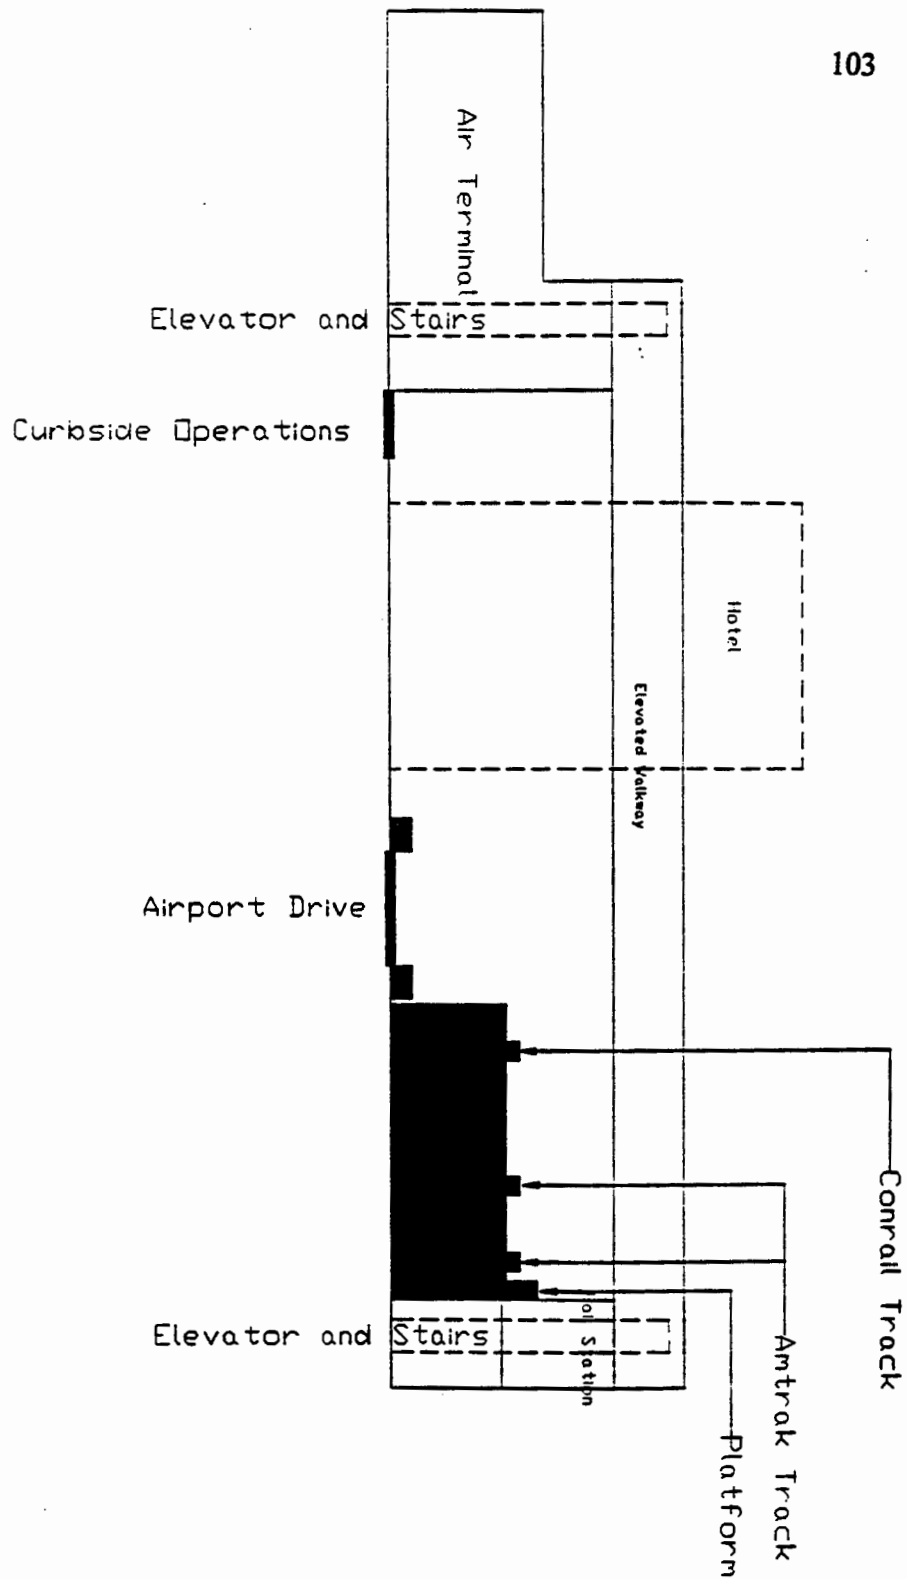 103
Air Terminal
Elevator and Stairs
Curbside Operations
Hotel
Elevated Walkway
Airport Drive
Conrail Track
Amtrak Track
Platform
Station
Elevator and Stairs